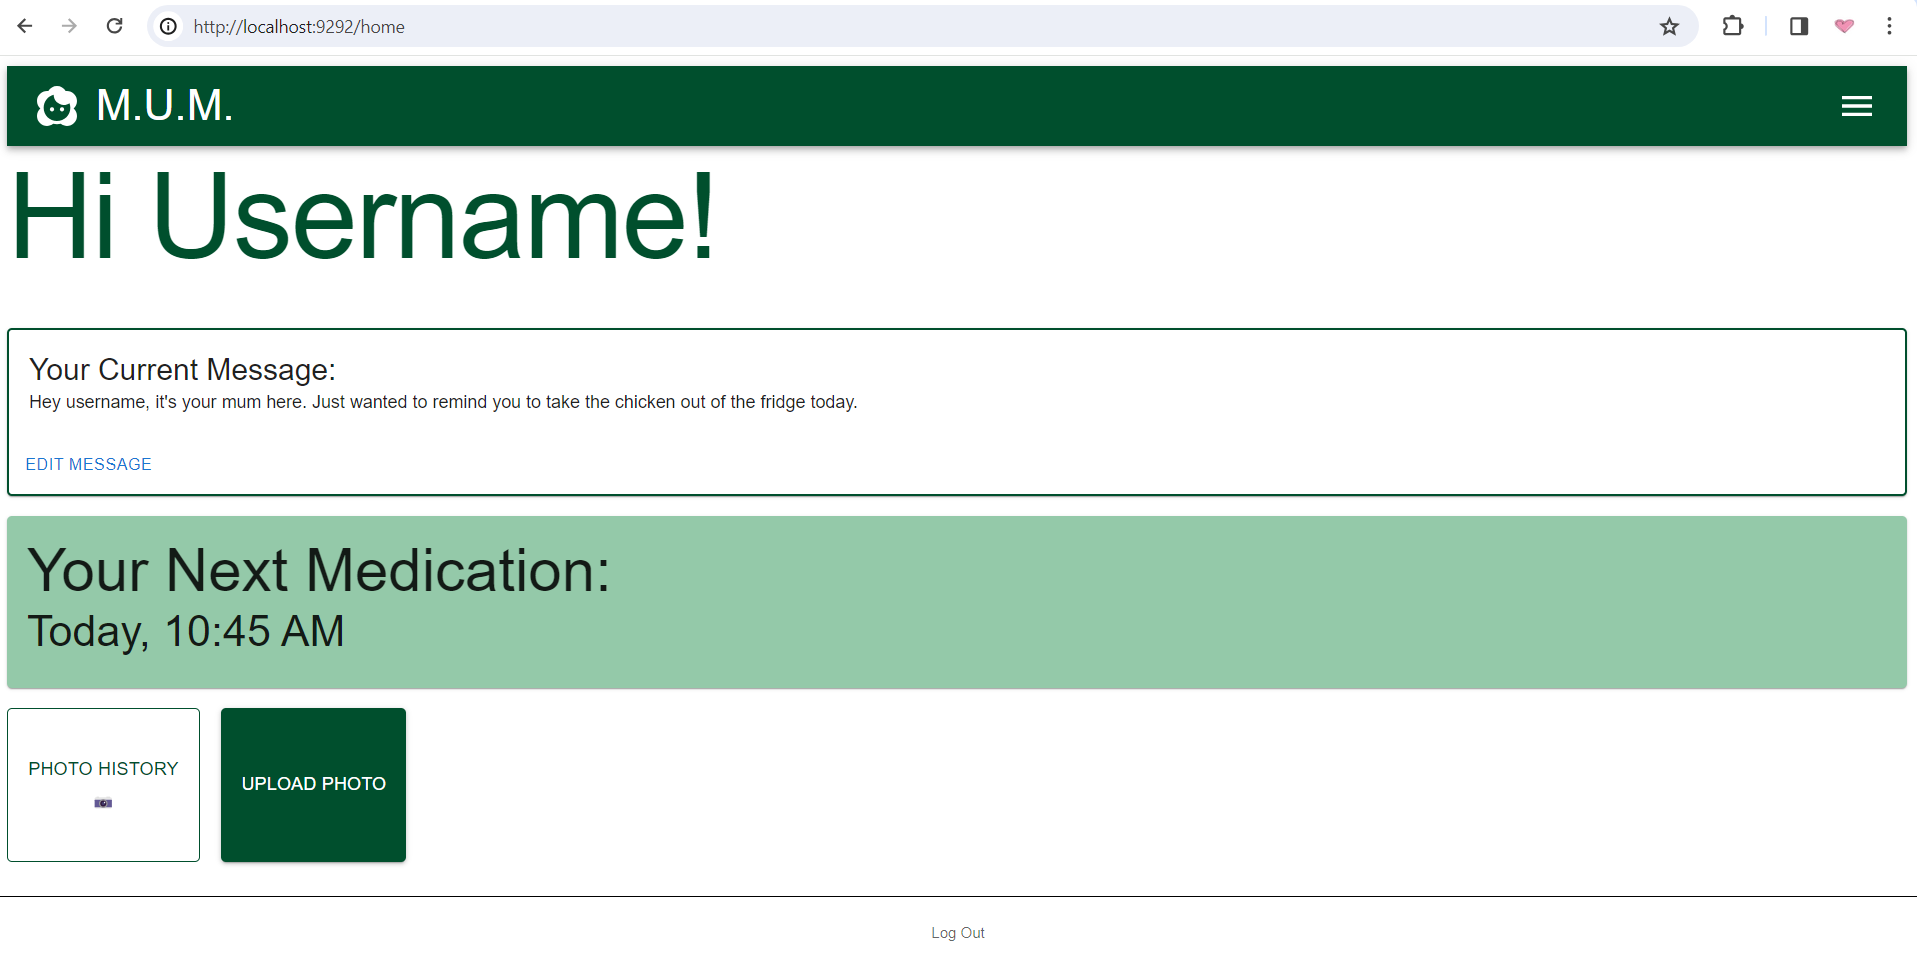 http://localhost:9292/home
M.U.M.
Hi Username!
Your Current Message:
Hey username, it's your mum here. Just wanted to remind you to take the chicken out of the fridge today.
EDIT MESSAGE
Your Next Medication:
Today, 10:45 AM
PHOTO HISTORY
UPLOAD PHOTO
Log Out